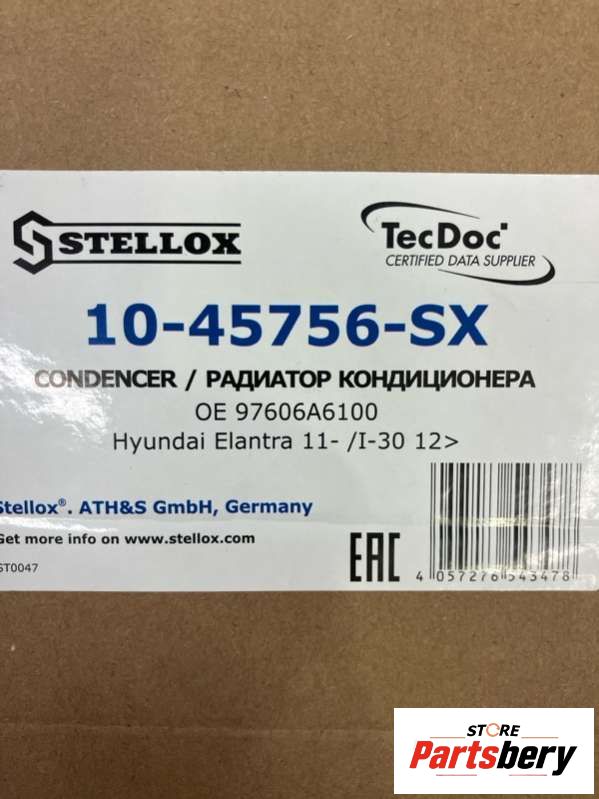 STELLOX
TecDoc
CERTIFIED DATA SUPPLIER
10-45756-SX
CONDENCER / РАДИАТОР КОНДИЦИОНЕРА
OE 97606A6100
Hyundai Elantra 11- /I-30 12>
Stellox®. ATH&S GmbH, Germany
Get more info on www.stellox.com
ST0047
EAC
4 057276 543478
STORE
Partsbery